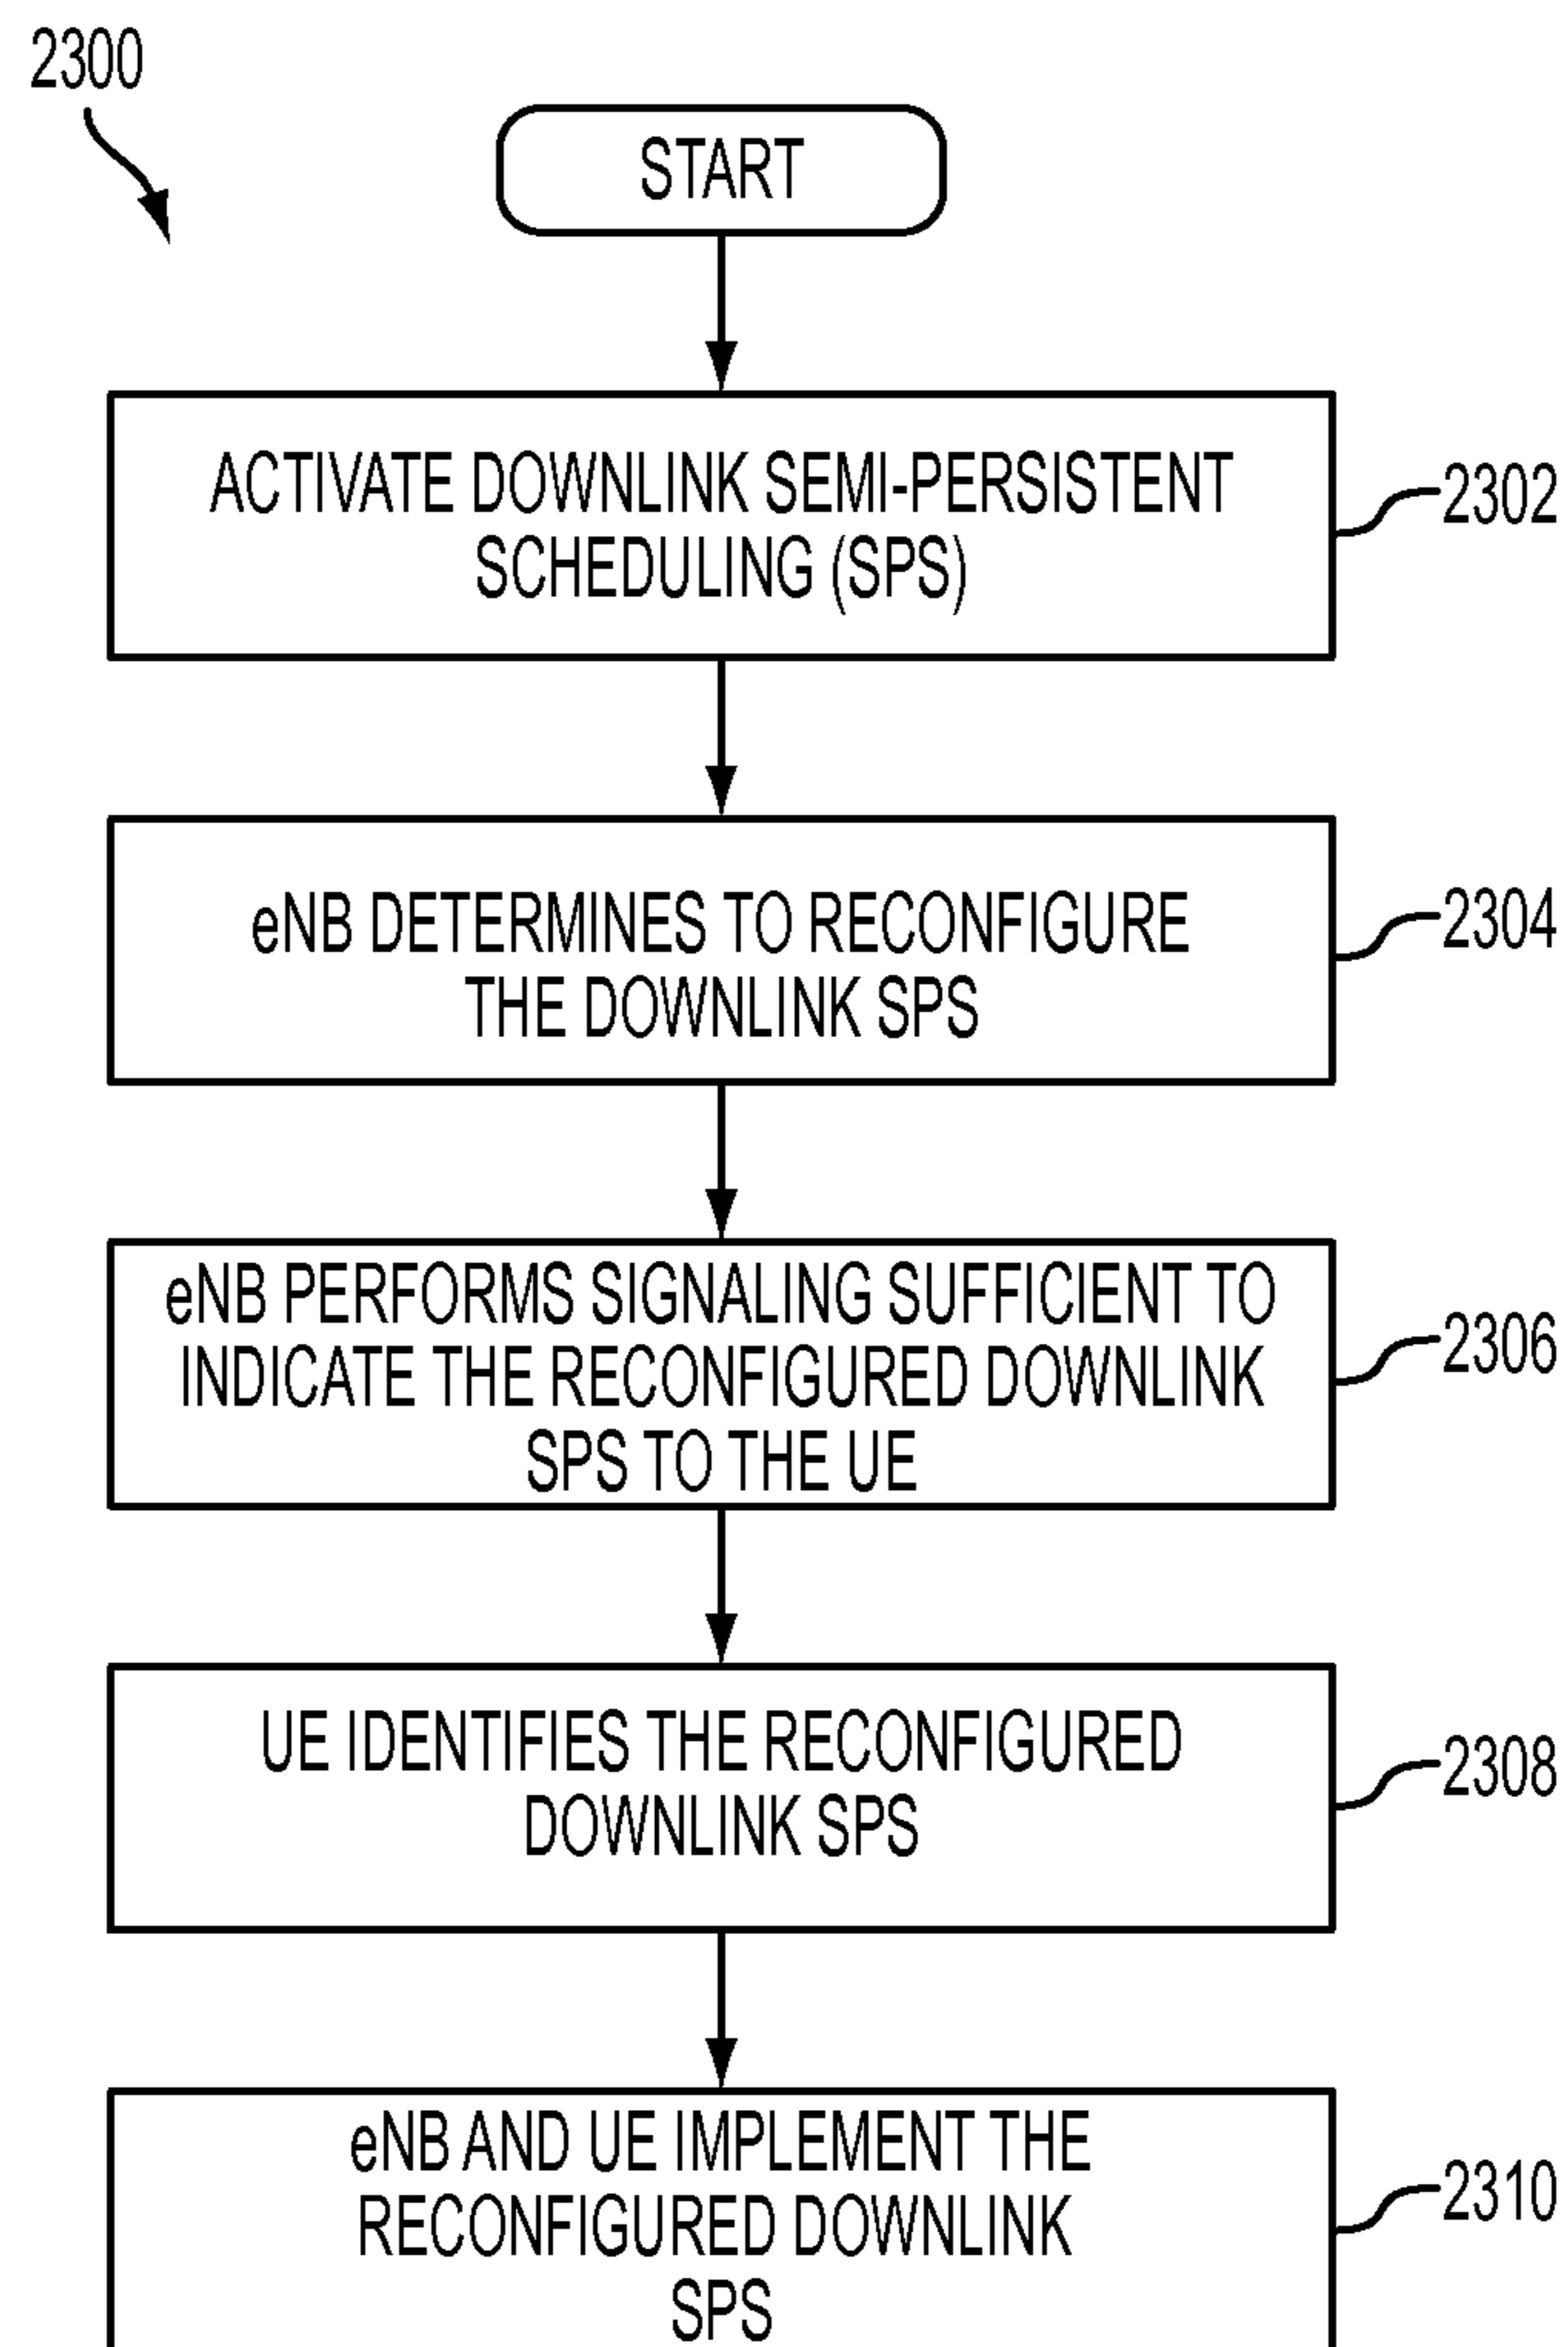 2300
START
ACTIVATE DOWNLINK SEMI-PERSISTENT
SCHEDULING (SPS)
2302
eNB DETERMINES TO RECONFIGURE
THE DOWNLINK SPS
2304
eNB PERFORMS SIGNALING SUFFICIENT TO
INDICATE THE RECONFIGURED DOWNLINK
SPS TO THE UE
2306
UE IDENTIFIES THE RECONFIGURED
DOWNLINK SPS
2308
eNB AND UE IMPLEMENT THE
RECONFIGURED DOWNLINK
SPS
2310